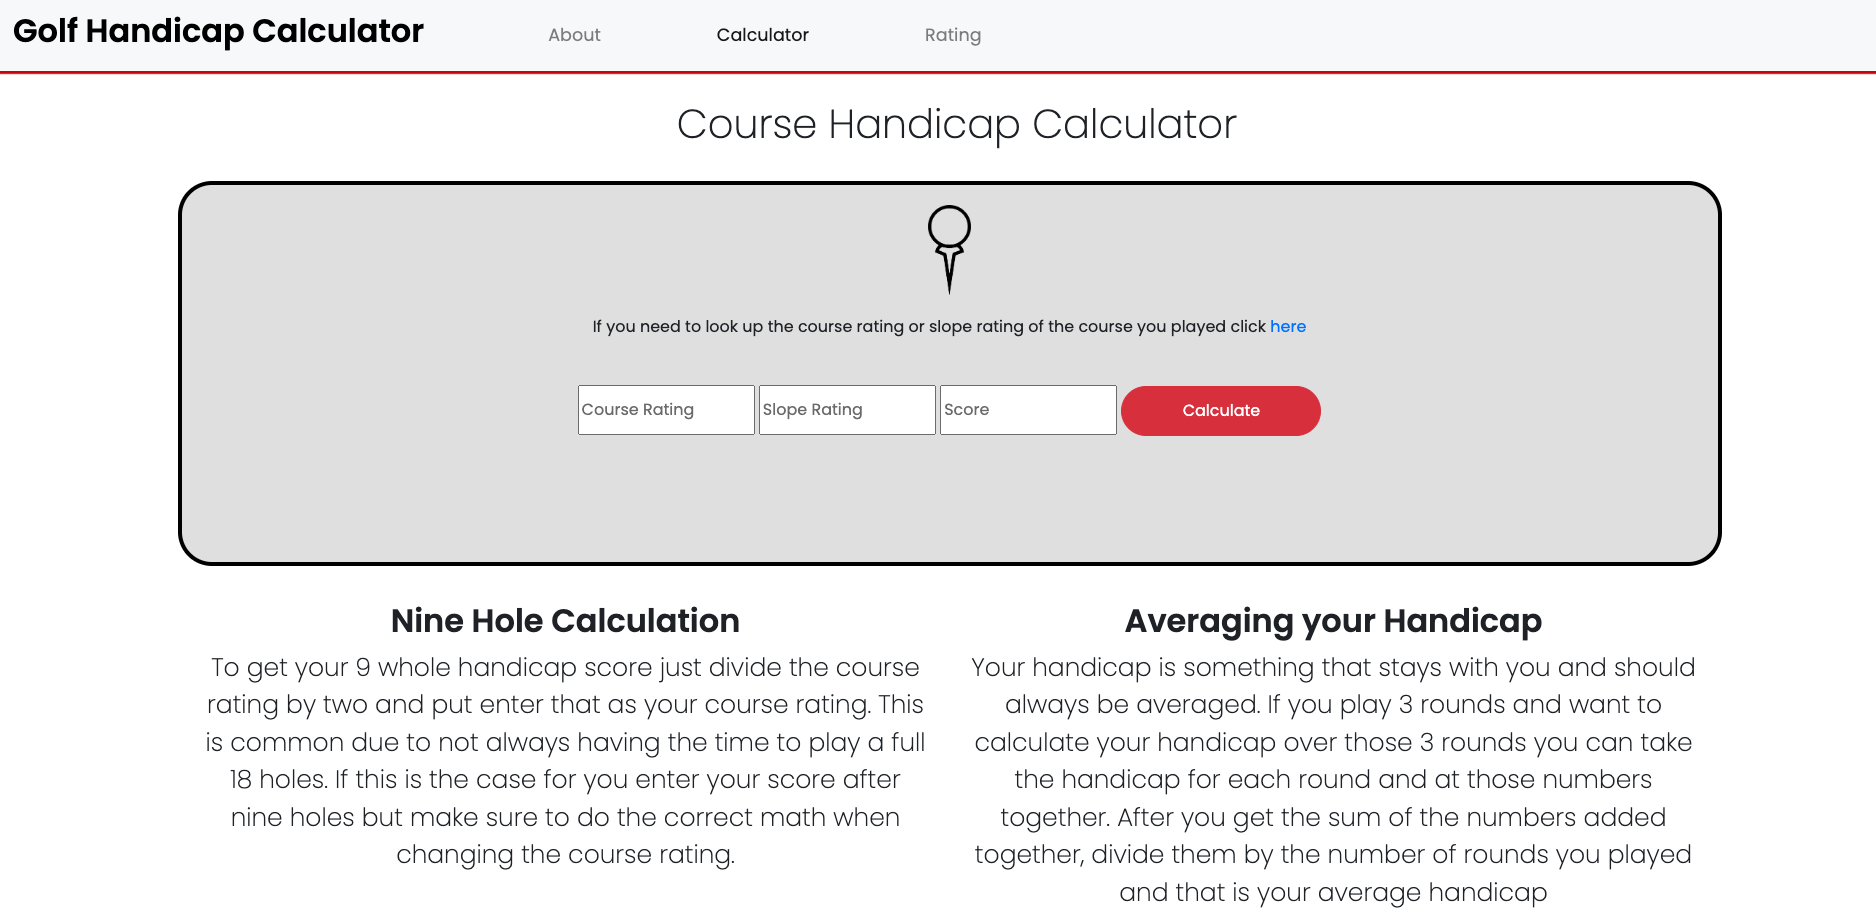 Golf Handicap Calculator
About
Calculator
Rating
Course Handicap Calculator
If you need to look up the course rating or slope rating of the course you played click here
Course Rating
Slope Rating
Score
Calculate
Nine Hole Calculation
To get your 9 whole handicap score just divide the course
rating by two and put enter that as your course rating. This
is common due to not always having the time to play a full
18 holes. If this is the case for you enter your score after
nine holes but make sure to do the correct math when
changing the course rating.
Averaging your Handicap
Your handicap is something that stays with you and should
always be averaged. If you play 3 rounds and want to
calculate your handicap over those 3 rounds you can take
the handicap for each round and at those numbers
together. After you get the sum of the numbers added
together, divide them by the number of rounds you played
and that is your average handicap